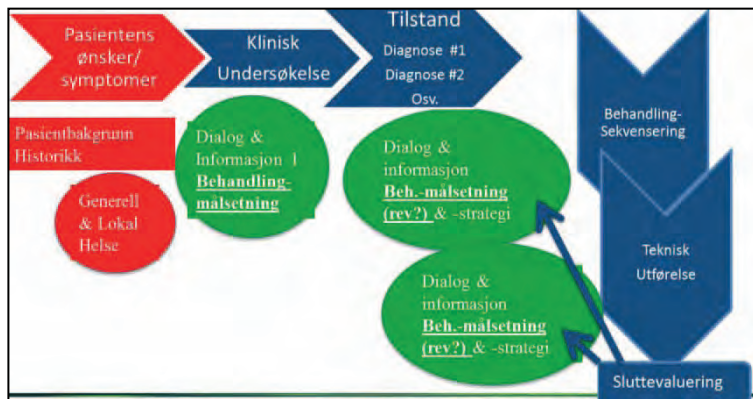 Pasientens
ønsker/
symptomer
Klinisk
Undersøkelse
Tilstand
Diagnose #1
Diagnose #2
Osv.
Pasientbakgrunn
Historikk
Generell
& Lokal
Helse
Dialog &
Informasjon 1
Behandling-
målsetning
Dialog &
informasjon
Beh.-målsetning
(rev?) & -strategi
Dialog &
informasjon
Beh.-målsetning
(rev?) & -strategi
Behandling-
Sekvensering
Teknisk
Utførelse
Sluttevaluering